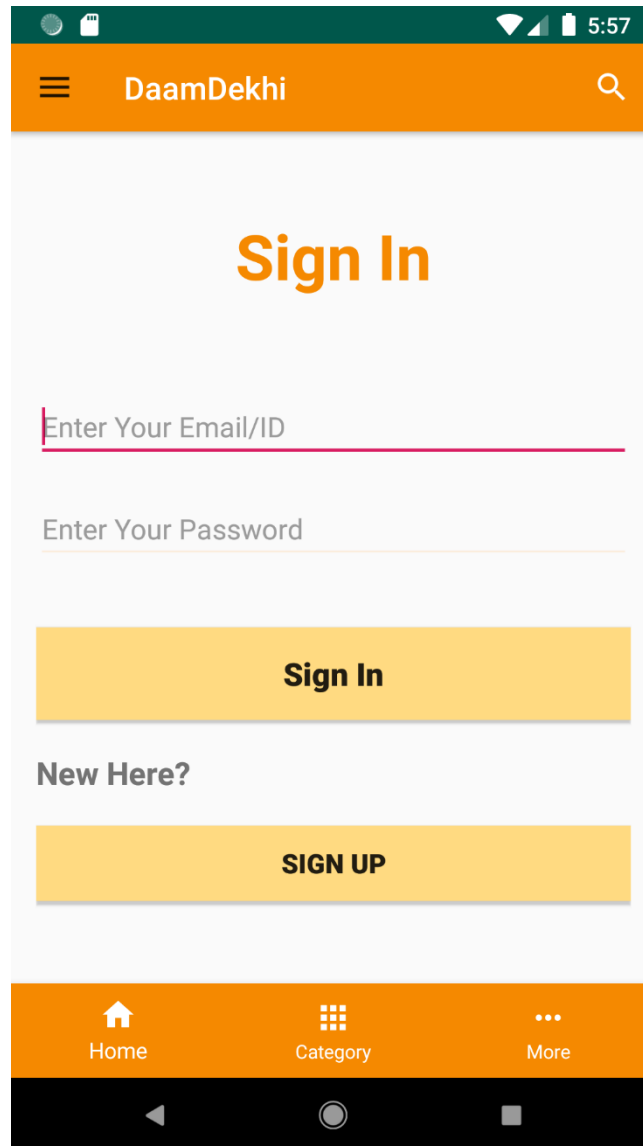 5:57
DaamDekhi
Sign In
Enter Your Email/ID
Enter Your Password
Sign In
New Here?
SIGN UP
Home Category More